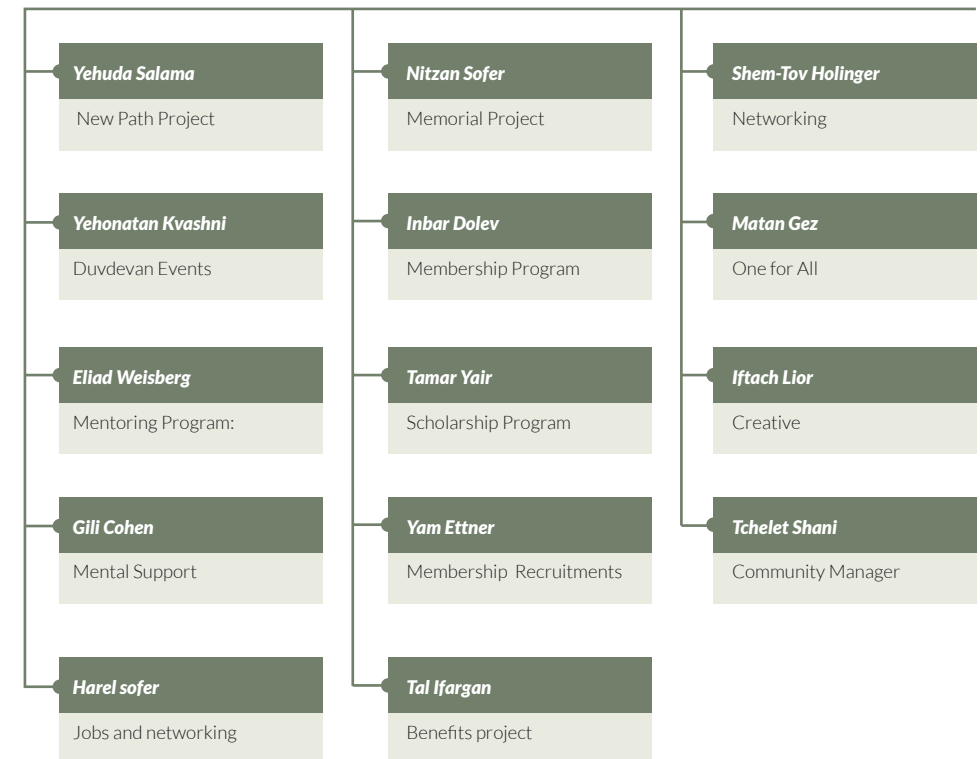 Yehuda Salama
New Path Project
Yehonatan Kvashni
Duvdevan Events
Eliad Weisberg
Mentoring Program:
Gili Cohen
Mental Support
Harel sofer
Jobs and networking
Nitzan Sofer
Memorial Project
Inbar Dolev
Membership Program
Tamar Yair
Scholarship Program
Yam Ettner
Membership  Recruitments
Tal Ifargan
Benefits project
Shem-Tov Holinger
Networking
Matan Gez
One for All
Iftach Lior
Creative
Tchelet Shani
Community Manager